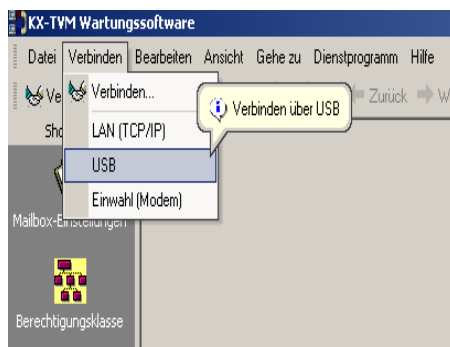 KX-TVM Wartungssoftware
Datei Verbinden Bearbeiten Ansicht Gehe zu Dienstprogramm Hilfe
Verbinden...
Zurück
Verbinden über USB
LAN (TCP/IP)
USB
Einwahl (Modem)
Mailbox-Einstellungen
Berechtigungsklasse